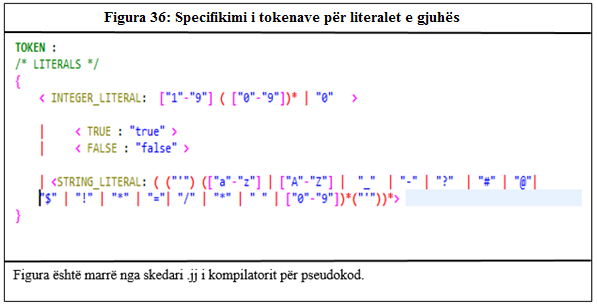 Figura 36: Specifikimi i tokenave për literalet e gjuhës
TOKEN :
/* LITERALS */
{
< INTEGER_LITERAL: ["1"-"9"] ( ["0"-"9"])* | "0" >
| < TRUE : "true" >
| < FALSE : "false" >
| <STRING_LITERAL: ( ("'") (["a"-"z"] | ["A"-"Z"] | "_" | "-" | "?" | "#" | "@"|
"$" | "!" | "*" | "="| "/" | "*" | " " | ["0"-"9"])*("'"))*>
}
Figura është marrë nga skedari .jj i kompilatorit për pseudokod.